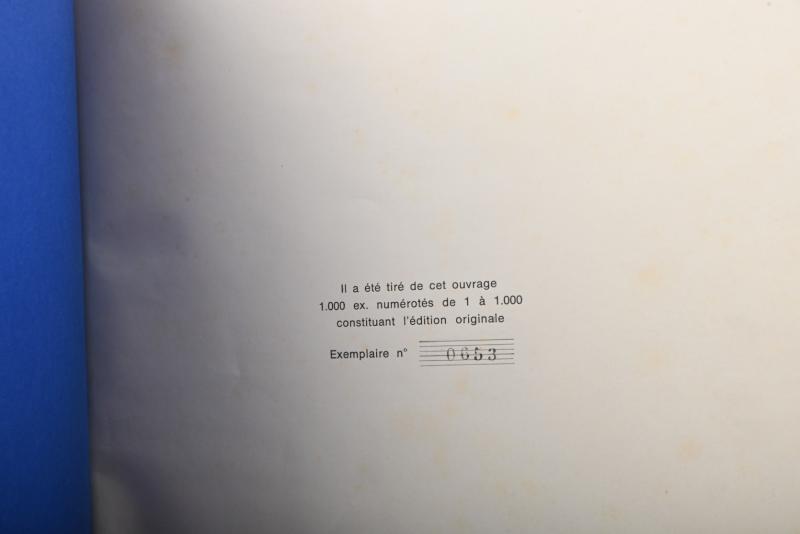 Il a été tiré de cet ouvrage
1.000 ex. numérotés de 1 à 1.000
constituant l'édition originale
Exemplaire n° 0653